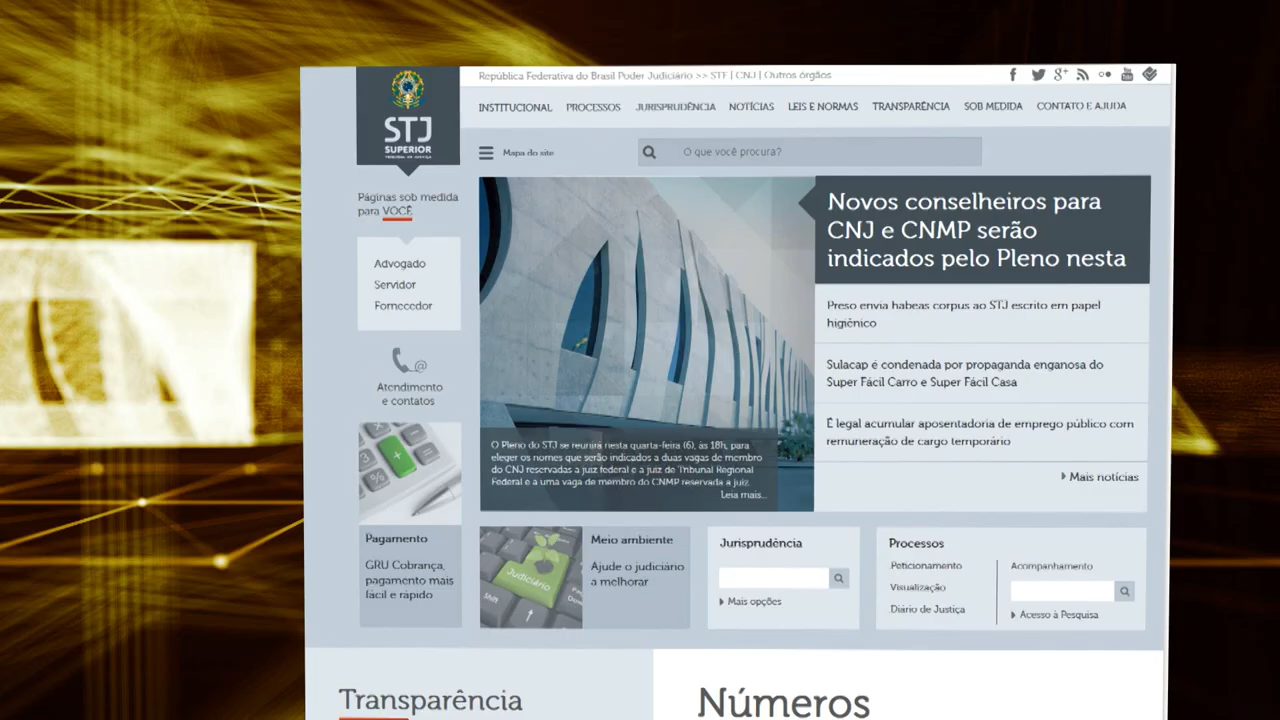 República Federativa do Brasil Poder Judiciário >> STF | CNJ | Outros órgãos
STJ
SUPERIOR
TRIBUNAL DE JUSTIÇA
INSTITUCIONAL PROCESSOS JURISPRUDÊNCIA NOTÍCIAS LEIS E NORMAS TRANSPARÊNCIA SOB MEDIDA CONTATO E AJUDA
Mapa do site
O que você procura?
Páginas sob medida
para VOCÊ
Advogado
Servidor
Fornecedor
Atendimento
e contatos
Novos conselheiros para
CNJ e CNMP serão
indicados pelo Pleno nesta
Preso envia habeas corpus ao STJ escrito em papel
higiênico
Sulacap é condenada por propaganda enganosa do
Super Fácil Carro e Super Fácil Casa
É legal acumular aposentadoria de emprego público com
remuneração de cargo temporário
Mais notícias
O Pleno do STJ se reunirá nesta quarta-feira (6), às 18h, para
eleger os nomes que serão indicados a duas vagas de membro
do CNJ reservadas a juiz federal e a juiz de Tribunal Regional
Federal e a uma vaga de membro do CNMP reservada a juiz.
Leia mais...
Pagamento
GRU Cobrança,
pagamento mais
fácil e rápido
Judiciário
Shift
Meio ambiente
Ajude o judiciário
a melhorar
Jurisprudência
Mais opções
Processos
Peticionamento
Visualização
Diário de Justiça
Acompanhamento
Acesso à Pesquisa
Transparência
Números